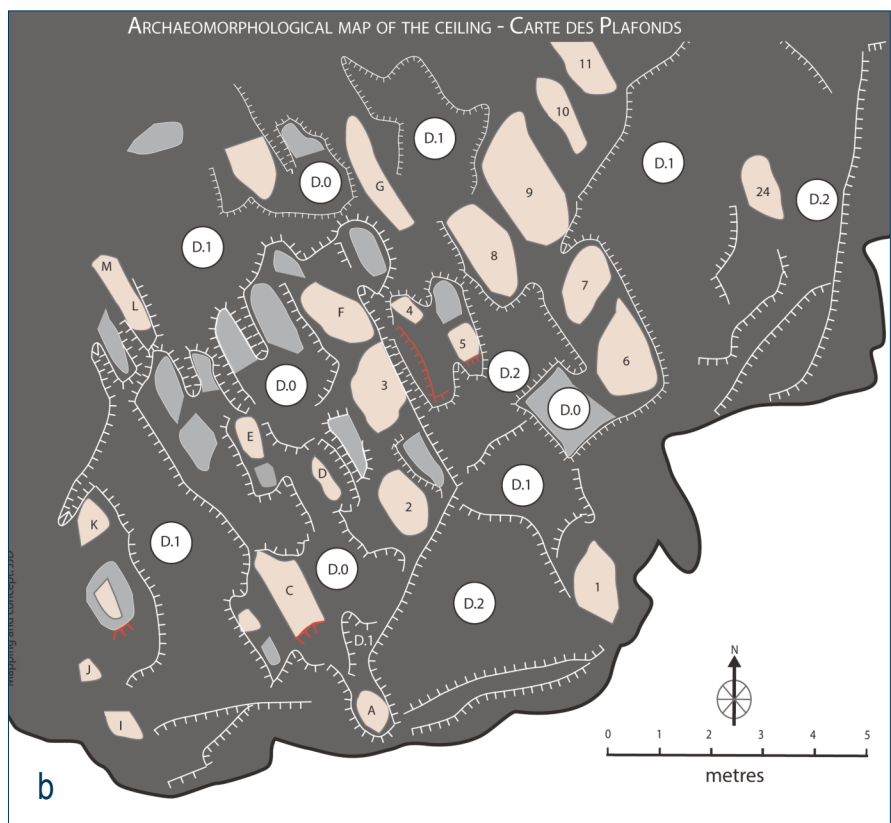 ARCHAEOMORPHOLOGICAL MAP OF THE CEILING - CARTE DES PLAFONDS
11
10
D.1
D.1
D.0
G
9
24
D.2
D.1
8
M
7
L
F
4
5
6
D.2
D.0
3
D.0
E
D
D.1
2
K
D.1
D.0
C
1
D.2
D.1
N
J
A
I
0 1 2 3 4 5
metres
b